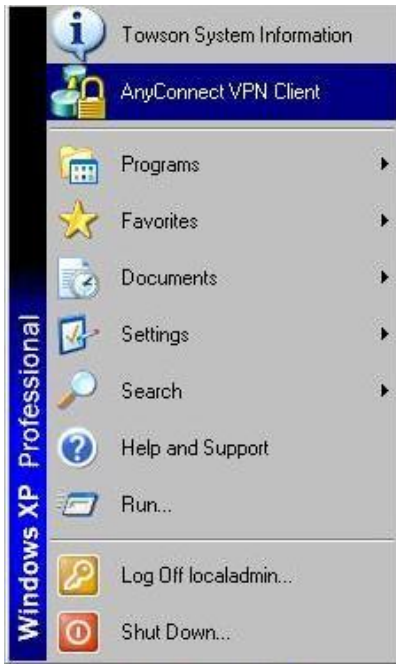 Towson System Information
AnyConnect VPN Client
Programs
Favorites
Documents
Settings
Search
Help and Support
Run...
Log Off localadmin...
Shut Down...
Windows XP Professional